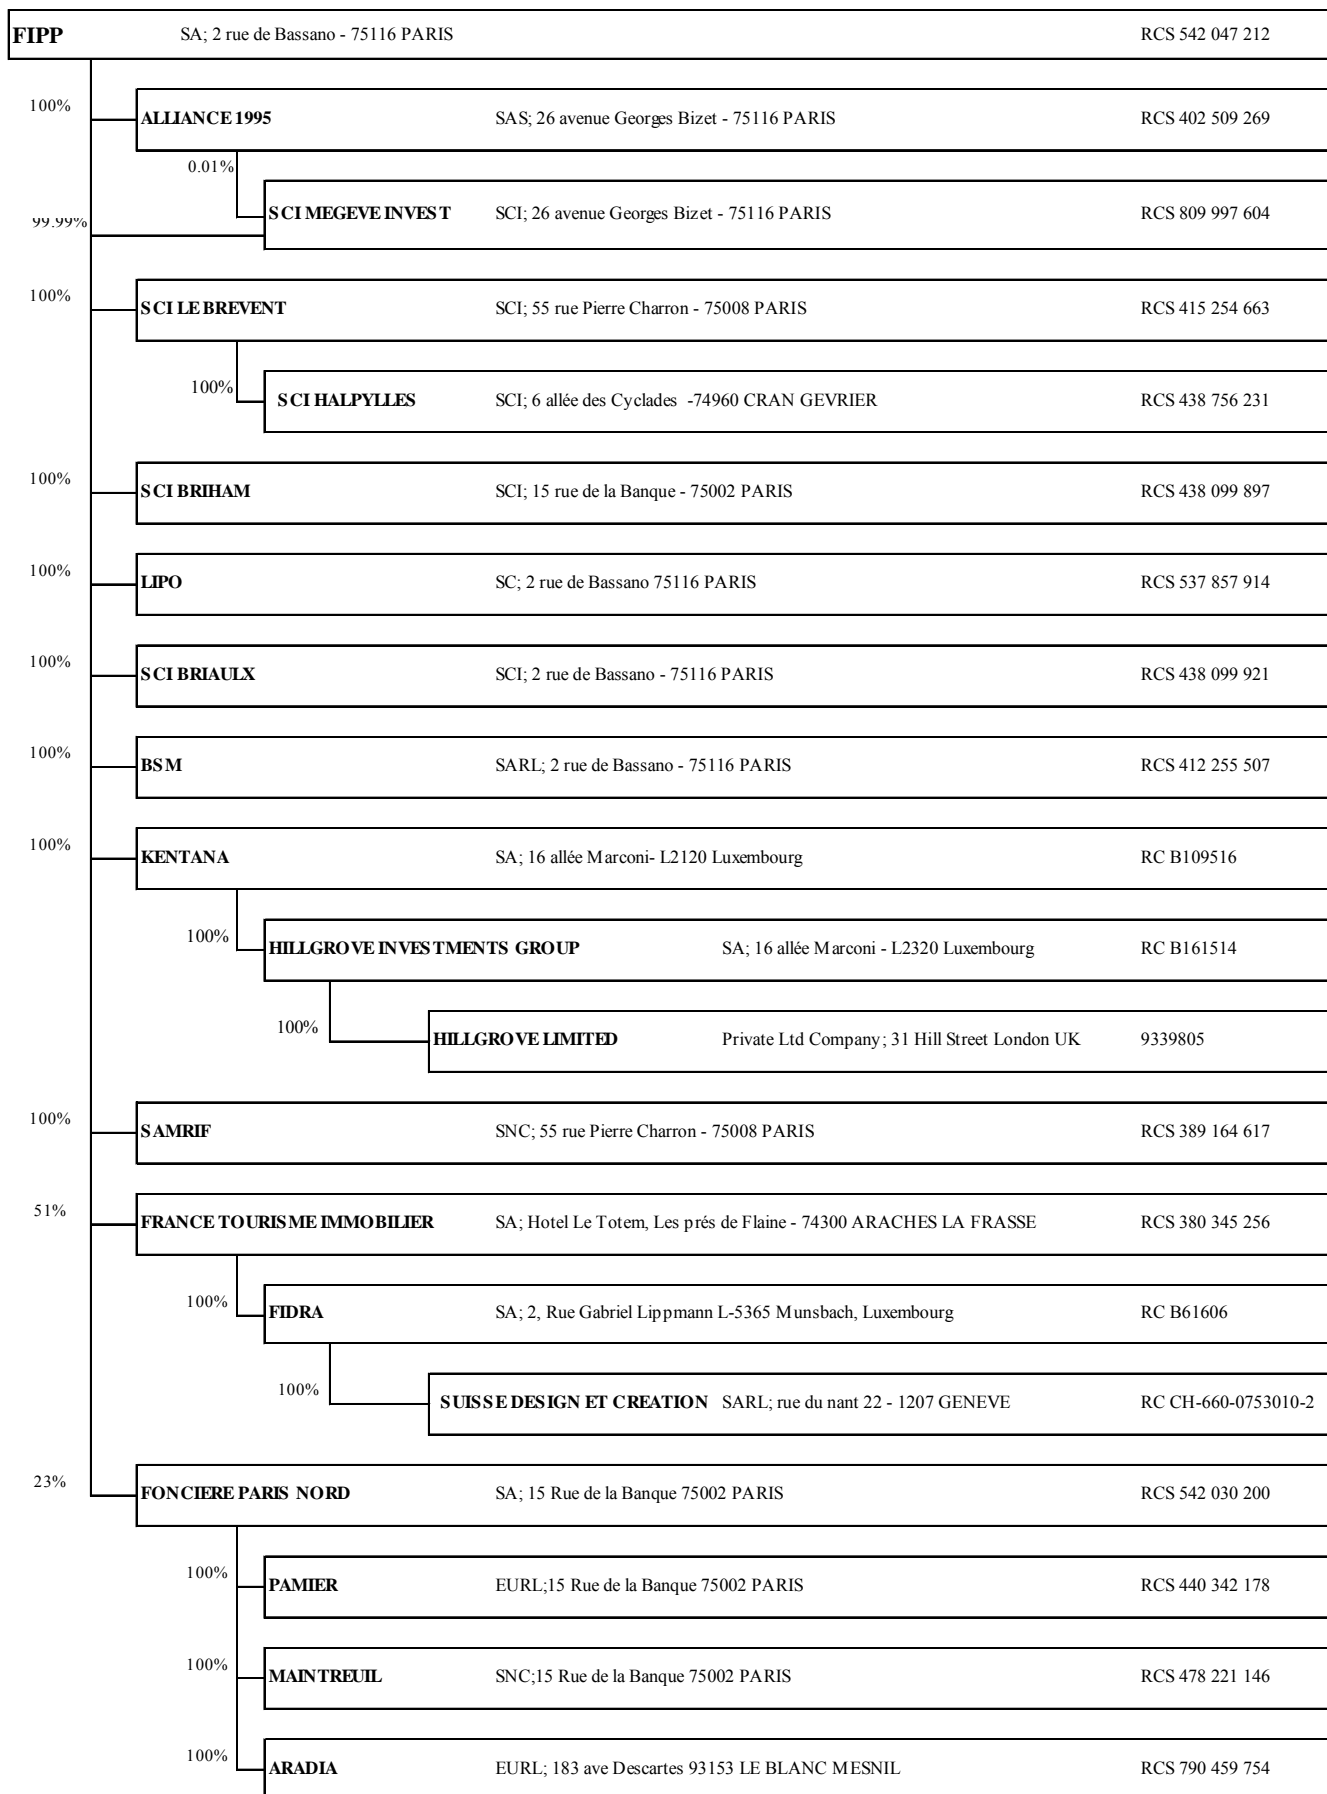 FIPP SA; 2 rue de Bassano - 75116 PARIS RCS 542 047 212
100%
ALLIANCE 1995 SAS; 26 avenue Georges Bizet - 75116 PARIS RCS 402 509 269
0.01%
SCI MEGEVE INVEST SCI; 26 avenue Georges Bizet - 75116 PARIS RCS 809 997 604
99.99%
100%
SCI LE BREVENT SCI; 55 rue Pierre Charron - 75008 PARIS RCS 415 254 663
100%
SCI HALPYLLES SCI; 6 allée des Cyclades -74960 CRAN GEVRIER RCS 438 756 231
100%
SCI BRIHAM SCI; 15 rue de la Banque - 75002 PARIS RCS 438 099 897
100%
LIPO SC; 2 rue de Bassano 75116 PARIS RCS 537 857 914
100%
SCI BRIAULX SCI; 2 rue de Bassano - 75116 PARIS RCS 438 099 921
100%
BSM SARL; 2 rue de Bassano - 75116 PARIS RCS 412 255 507
100%
KENTANA SA; 16 allée Marconi- L2120 Luxembourg RC B109516
100%
HILLGROVE INVESTMENTS GROUP SA; 16 allée Marconi - L2320 Luxembourg RC B161514
100%
HILLGROVE LIMITED Private Ltd Company; 31 Hill Street London UK 9339805
100%
SAMRIF SNC; 55 rue Pierre Charron - 75008 PARIS RCS 389 164 617
51%
FRANCE TOURISME IMMOBILIER SA; Hotel Le Totem, Les prés de Flaine - 74300 ARACHES LA FRASSE RCS 380 345 256
100%
FIDRA SA; 2, Rue Gabriel Lippmann L-5365 Munsbach, Luxembourg RC B61606
100%
SUISSE DESIGN ET CREATION SARL; rue du nant 22 - 1207 GENEVE RC CH-660-0753010-2
23%
FONCIERE PARIS NORD SA; 15 Rue de la Banque 75002 PARIS RCS 542 030 200
100%
PAMIER EURL;15 Rue de la Banque 75002 PARIS RCS 440 342 178
100%
MAINTREUIL SNC;15 Rue de la Banque 75002 PARIS RCS 478 221 146
100%
ARADIA EURL; 183 ave Descartes 93153 LE BLANC MESNIL RCS 790 459 754